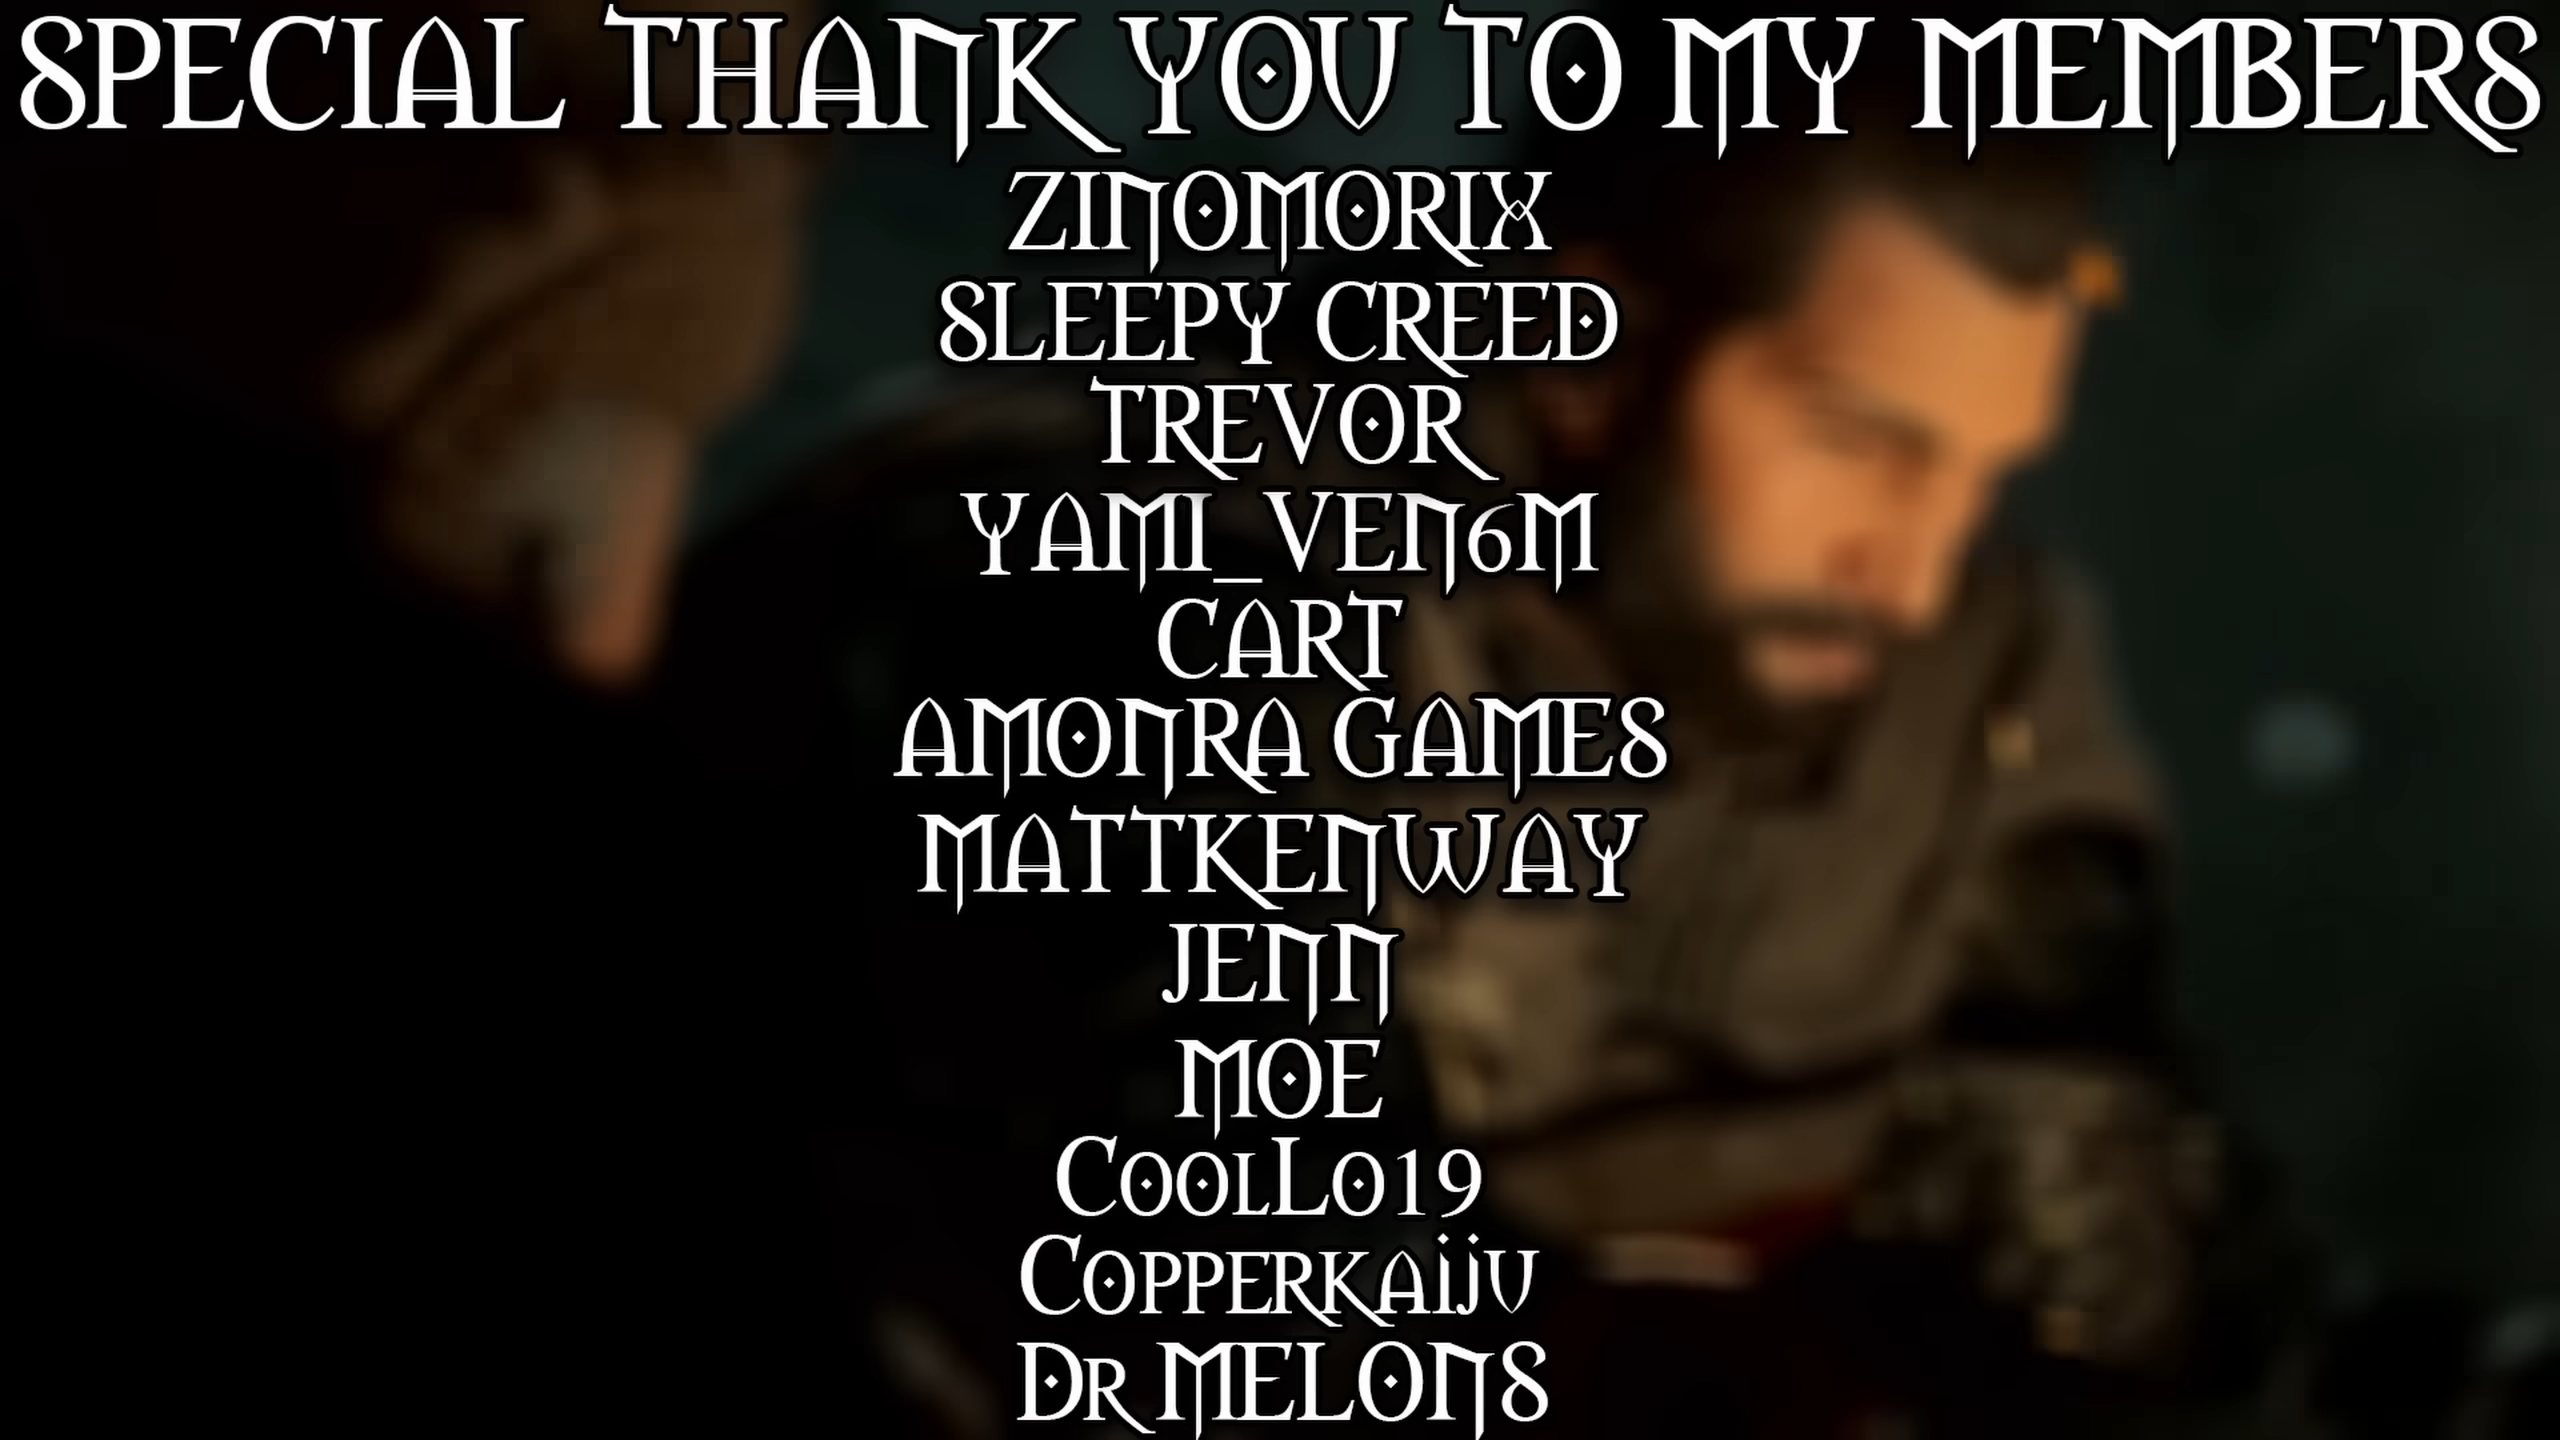 SPECIAL THANK YOU TO MY MEMBERS
ZINOMORIX
SLEEPY CREED
TREVOR
YAMI_VEN6M
CART
AMONRA GAMES
MATTKENWAY
JENN
MOE
CoolLo19
Copperkaiju
Dr MELONS